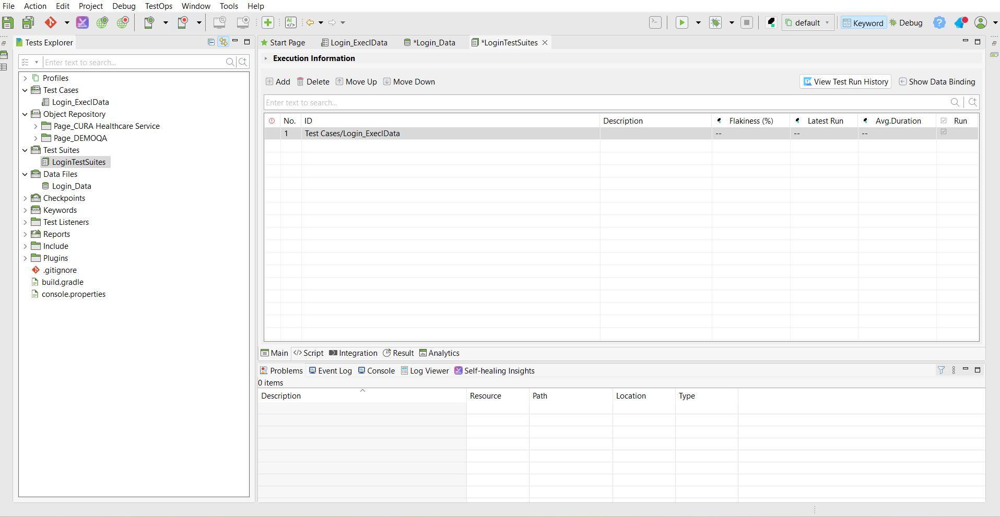 File Action Edit Project Debug TestOps Window Tools Help
default Keyword Debug
Tests Explorer
Enter text to search...
Profiles
Test Cases
Login_ExeclData
Object Repository
Page_CURA Healthcare Service
Page_DEMOQA
Test Suites
LoginTestSuites
Data Files
Login_Data
Checkpoints
Keywords
Test Listeners
Reports
Include
Plugins
.gitignore
build.gradle
console.properties
Start Page Login_ExeclData *Login_Data *LoginTestSuites
Execution Information
Add Delete Move Up Move Down View Test Run History Show Data Binding
Enter text to search...
No. ID Description Flakiness (%) Latest Run Avg.Duration Run
1 Test Cases/Login_ExeclData -- -- --
Main Script Integration Result Analytics
Problems Event Log Console Log Viewer Self-healing Insights
0 items
Description Resource Path Location Type